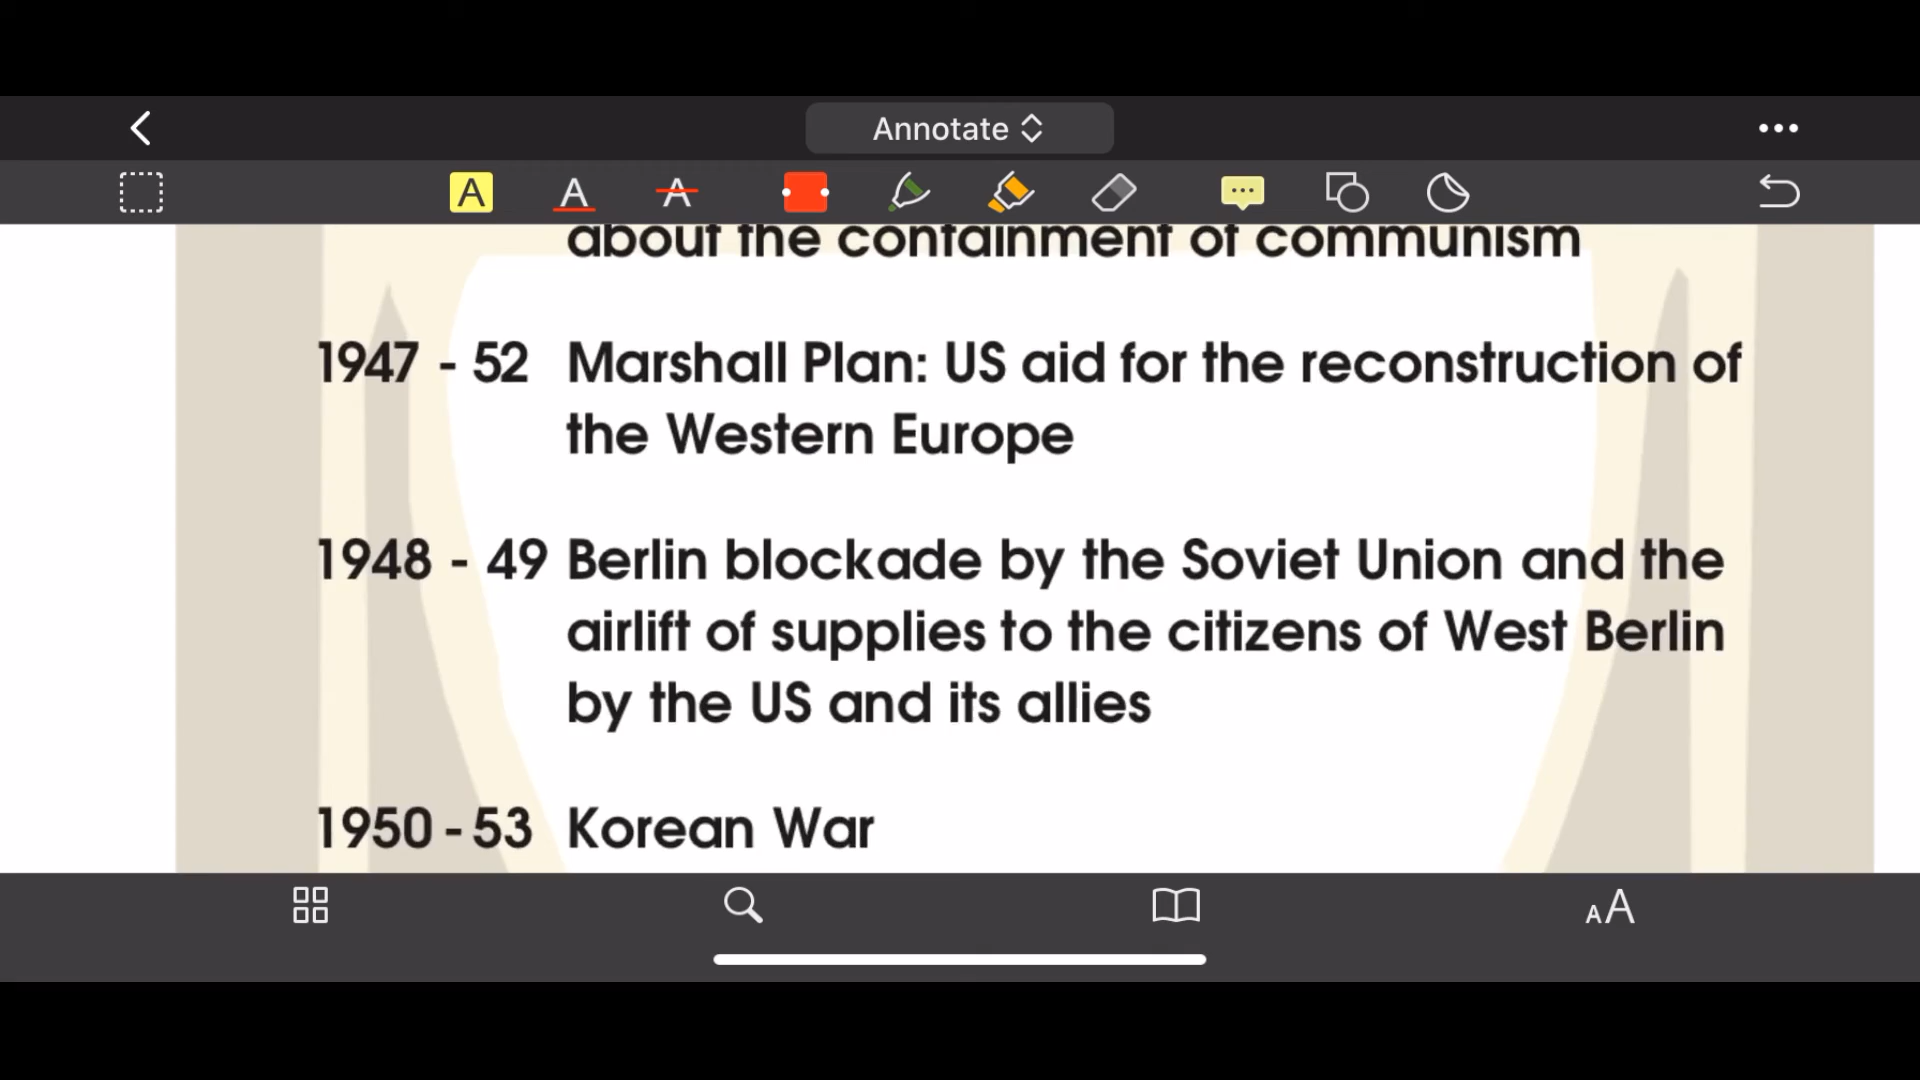 Annotate
A A A
about the containment of communism
1947 - 52 Marshall Plan: US aid for the reconstruction of
the Western Europe
1948 - 49 Berlin blockade by the Soviet Union and the
airlift of supplies to the citizens of West Berlin
by the US and its allies
1950 - 53 Korean War
AA